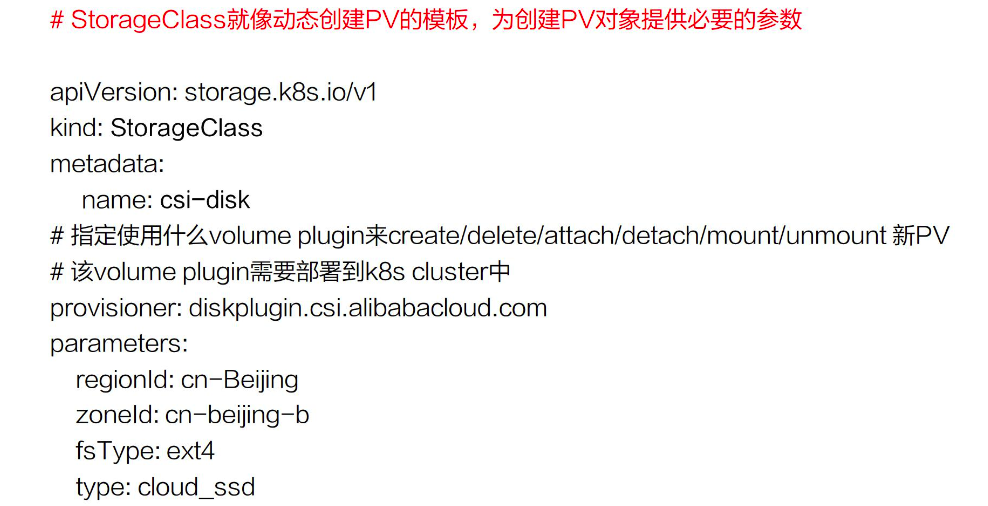 # StorageClass就像动态创建PV的模板，为创建PV对象提供必要的参数
apiVersion: storage.k8s.io/v1
kind: StorageClass
metadata:
name: csi-disk
# 指定使用什么volume plugin来create/delete/attach/detach/mount/unmount 新PV
# 该volume plugin需要部署到k8s cluster中
provisioner: diskplugin.csi.alibabacloud.com
parameters:
regionId: cn-Beijing
zoneId: cn-beijing-b
fsType: ext4
type: cloud_ssd